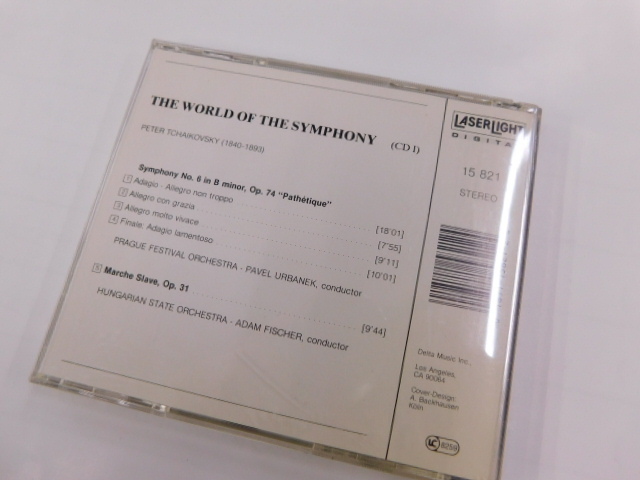 THE WORLD OF THE SYMPHONY (CD I)
PETER TCHAIKOVSKY (1840-1893)
Symphony No. 6 in B minor, Op. 74 "Pathétique"
1 Adagio - Allegro non troppo [18'01]
2 Allegro con grazia [7'55]
3 Allegro molto vivace [9'11]
4 Finale. Adagio lamentoso [10'01]
PRAGUE FESTIVAL ORCHESTRA - PAVEL URBANEK, conductor
5 Marche Slave, Op. 31 [9'44]
HUNGARIAN STATE ORCHESTRA - ADAM FISCHER, conductor
LASERLIGHT
DIGITA
15 821
STEREO
Delta Music Inc.,
Los Angeles,
CA 90064
Cover-Design:
A. Backhausen
Köln
LC 8259